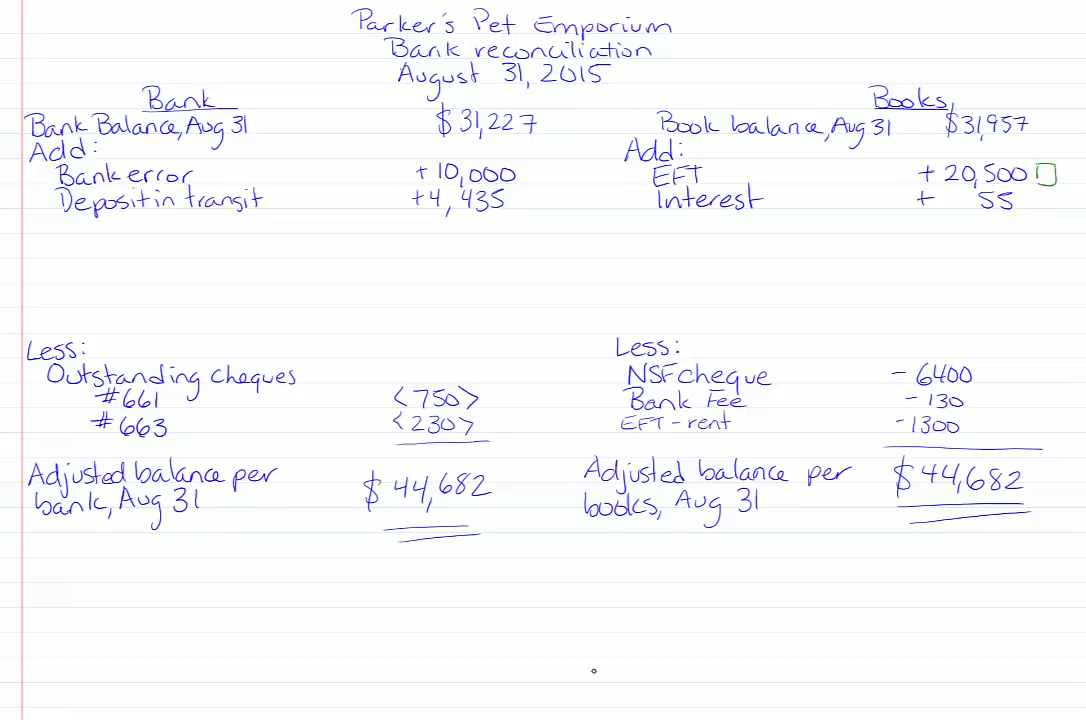 Parker's Pet Emporium
Bank reconciliation
August 31, 2015
Bank
Bank Balance, Aug 31 $31,227
Add:
Bank error +10,000
Deposit in transit +4,435
Less:
Outstanding cheques
#661 <750>
#663 <230>
Adjusted balance per
bank, Aug 31 $44,682
Books
Book balance, Aug 31 $31,957
Add:
EFT +20,500
Interest + 55
Less:
NSF cheque -6400
Bank Fee -130
EFT-rent -1300
Adjusted balance per
books, Aug 31 $44,682